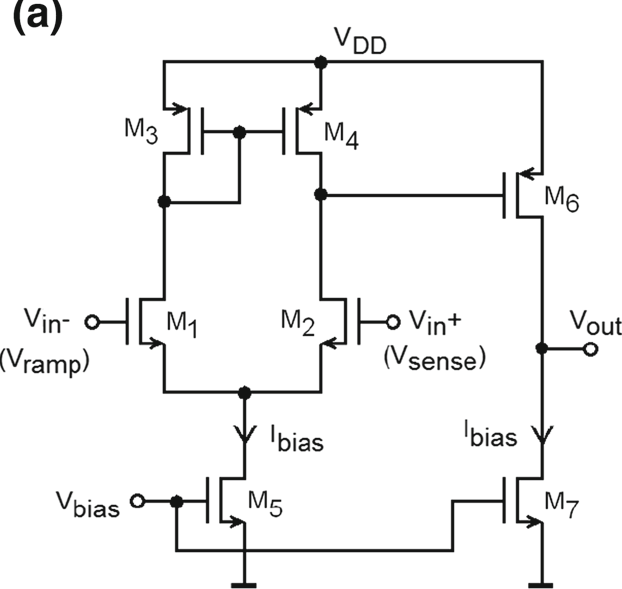 (a)
VDD
M3
M4
M6
Vin-
(Vramp)
M1
M2
Vin+
(Vsense)
Vout
Ibias
Ibias
Vbias
M5
M7